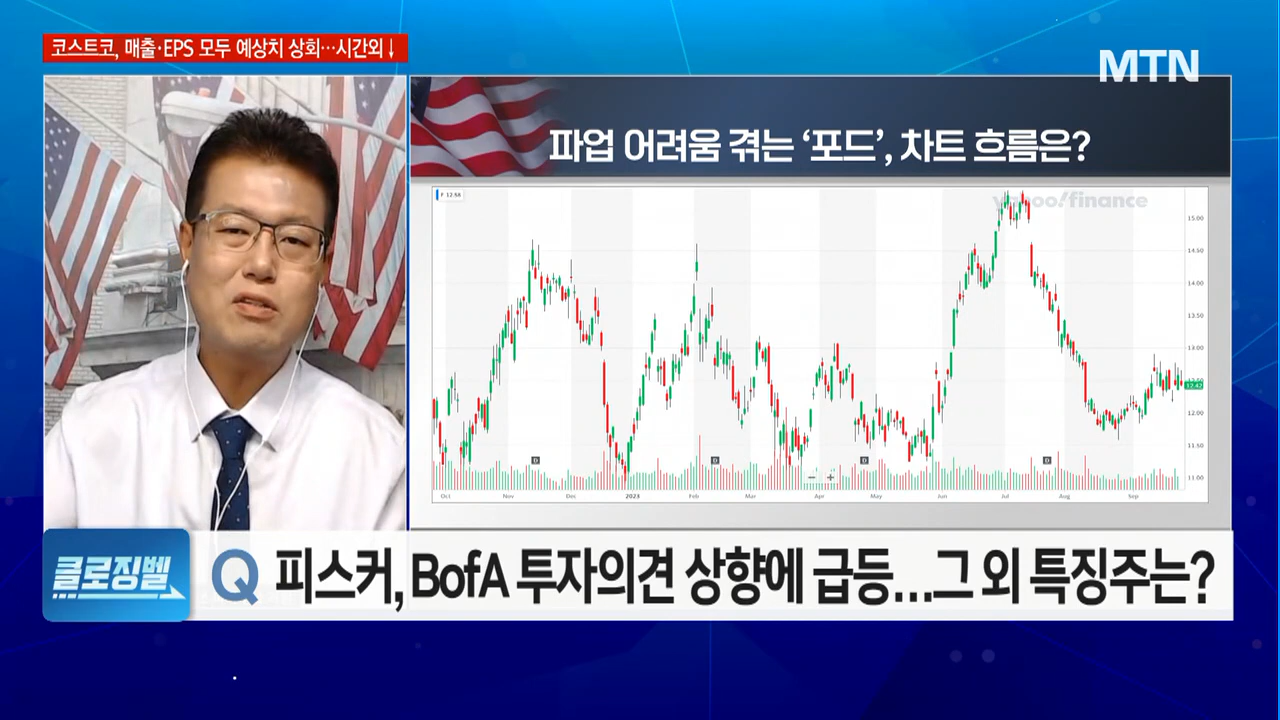 코스트코, 매출·EPS 모두 예상치 상회…시간외↓
MTN
파업 어려움 겪는 ‘포드’, 차트 흐름은?
F 12.58
yahoo!finance
15.00
14.50
14.00
13.50
13.00
12.43
12.00
11.50
11.00
D D D D
Oct Nov Dec 2023 Feb Mar Apr May Jun Jul Aug Sep
클로징벨
Q 피스커, BofA 투자의견 상향에 급등…그 외 특징주는?